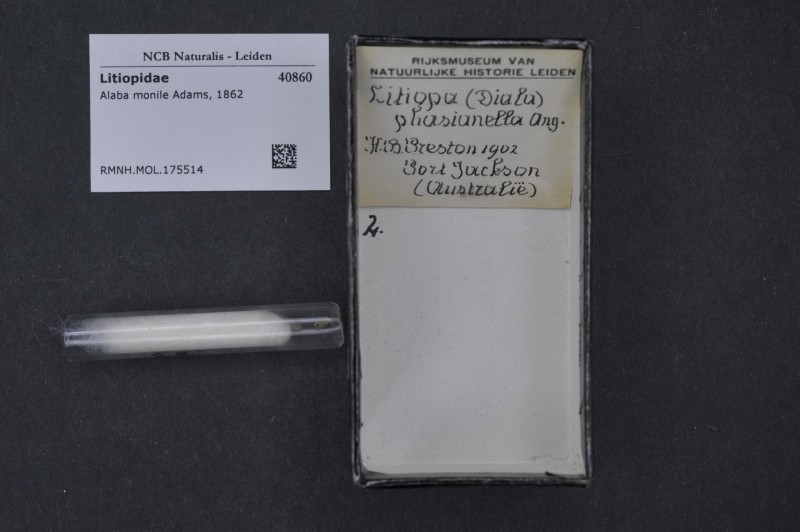 NCB Naturalis - Leiden
Litiopidae 40860
Alaba monile Adams, 1862
RMNH.MOL.175514
RIJKSMUSEUM VAN
NATUURLIJKE HISTORIE LEIDEN
Litiopa (Diala)
phasianella Ang.
H.B. Preston 1902
Port Jackson
(Australië)
2.